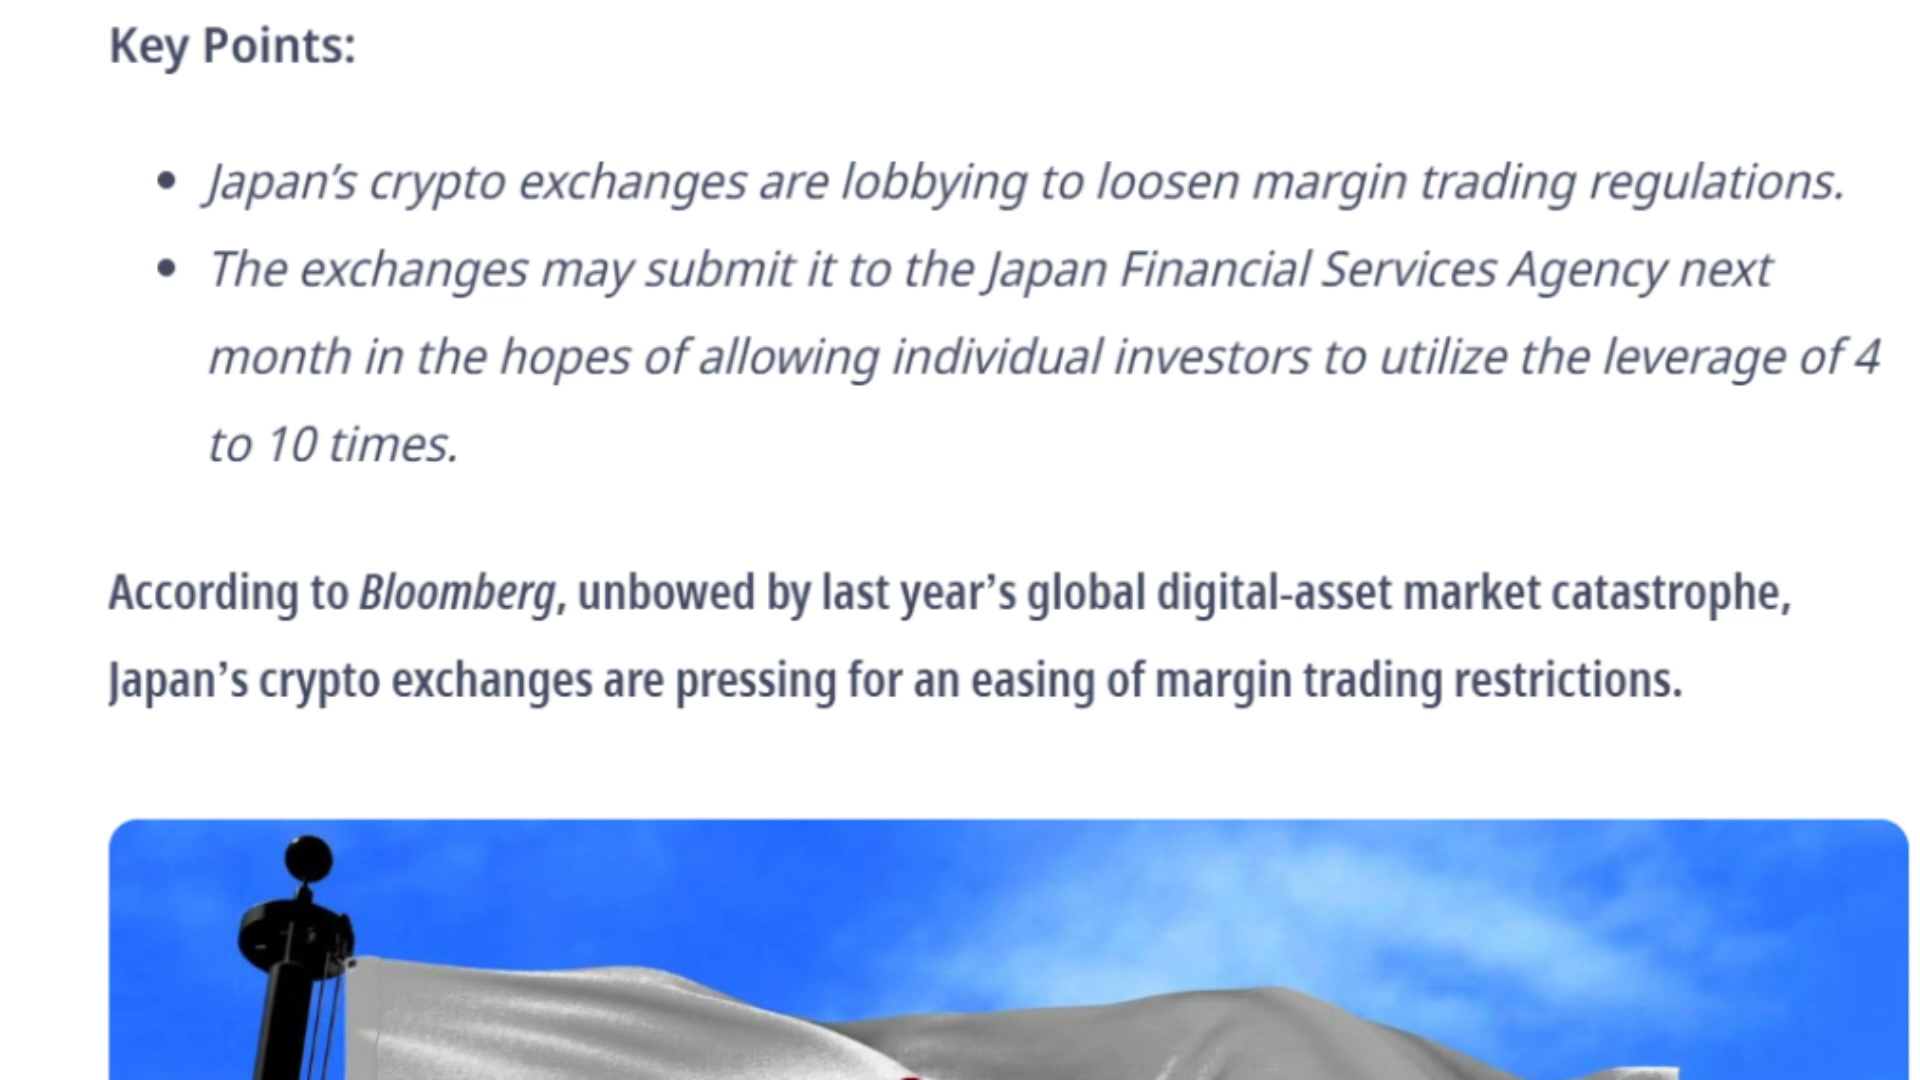 Key Points:
Japan’s crypto exchanges are lobbying to loosen margin trading regulations.
The exchanges may submit it to the Japan Financial Services Agency next
month in the hopes of allowing individual investors to utilize the leverage of 4
to 10 times.
According to Bloomberg, unbowed by last year’s global digital-asset market catastrophe,
Japan’s crypto exchanges are pressing for an easing of margin trading restrictions.